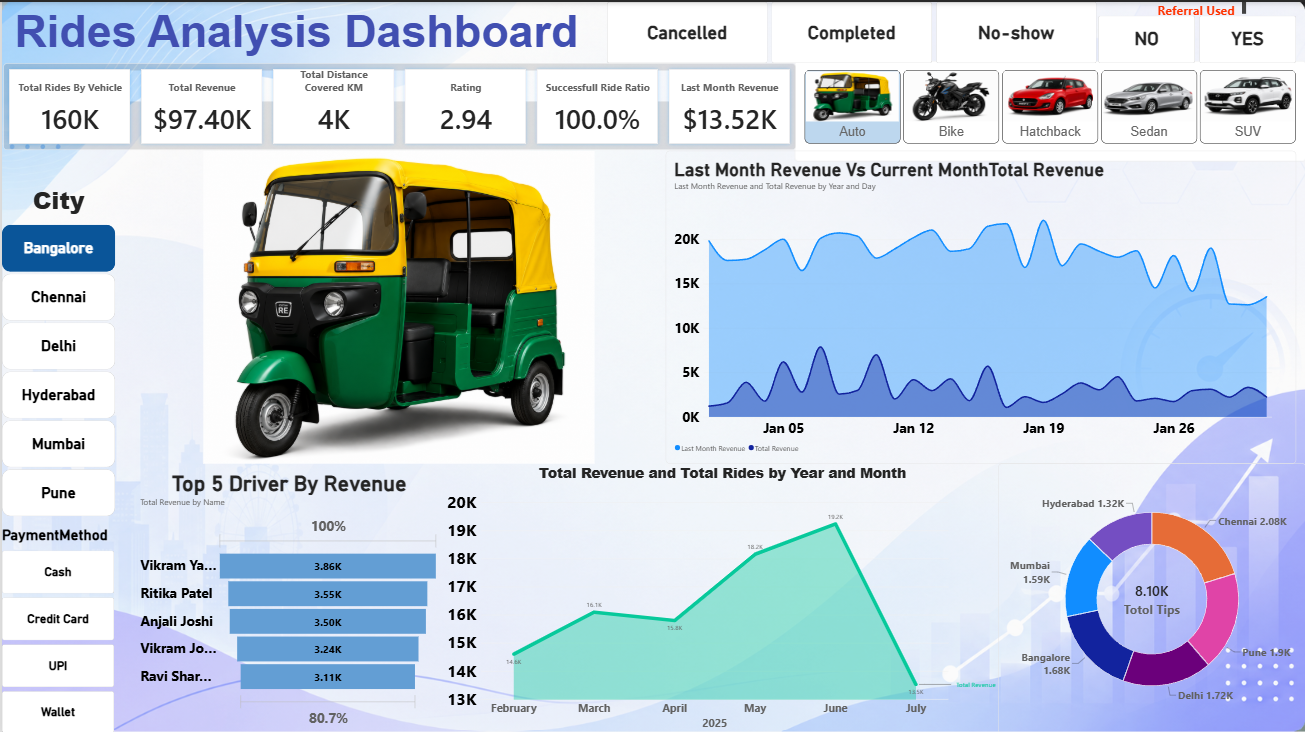 Rides Analysis Dashboard
Cancelled
Completed
No-show
Referral Used
NO
YES
Total Rides By Vehicle
160K
Total Revenue
$97.40K
Total Distance
Covered KM
4K
Rating
2.94
Successfull Ride Ratio
100.0%
Last Month Revenue
$13.52K
Auto
Bike
Hatchback
Sedan
SUV
City
Bangalore
Chennai
Delhi
Hyderabad
Mumbai
Pune
PaymentMethod
Cash
Credit Card
UPI
Wallet
RE
Last Month Revenue Vs Current MonthTotal Revenue
Last Month Revenue and Total Revenue by Year and Day
20K
15K
10K
5K
0K
Jan 05
Jan 12
Jan 19
Jan 26
Last Month Revenue
Total Revenue
Top 5 Driver By Revenue
Total Revenue by Name
100%
Vikram Ya... 3.86K
Ritika Patel 3.55K
Anjali Joshi 3.50K
Vikram Jo... 3.24K
Ravi Shar... 3.11K
80.7%
Total Revenue and Total Rides by Year and Month
20K
19K
18K
17K
16K
15K
14K
13K
14.6K
16.1K
15.8K
18.2K
19.2K
13.5K
Total Revenue
February
March
April
May
June
July
2025
Hyderabad 1.32K
Chennai 2.08K
Mumbai
1.59K
8.10K
Totol Tips
Bangalore
1.68K
Pune 1.9K
Delhi 1.72K